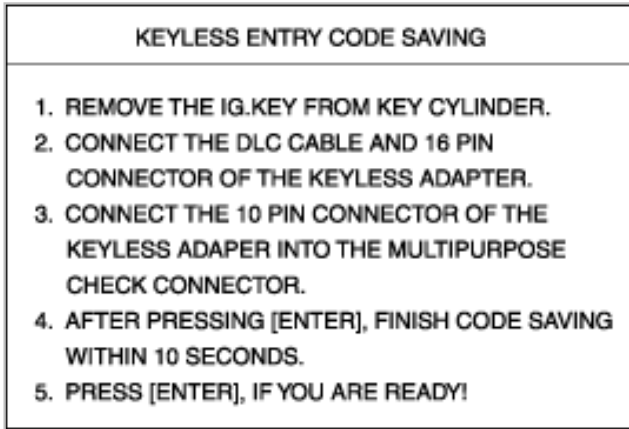 KEYLESS ENTRY CODE SAVING
1. REMOVE THE IG.KEY FROM KEY CYLINDER.
2. CONNECT THE DLC CABLE AND 16 PIN
CONNECTOR OF THE KEYLESS ADAPTER.
3. CONNECT THE 10 PIN CONNECTOR OF THE
KEYLESS ADAPER INTO THE MULTIPURPOSE
CHECK CONNECTOR.
4. AFTER PRESSING [ENTER], FINISH CODE SAVING
WITHIN 10 SECONDS.
5. PRESS [ENTER], IF YOU ARE READY!